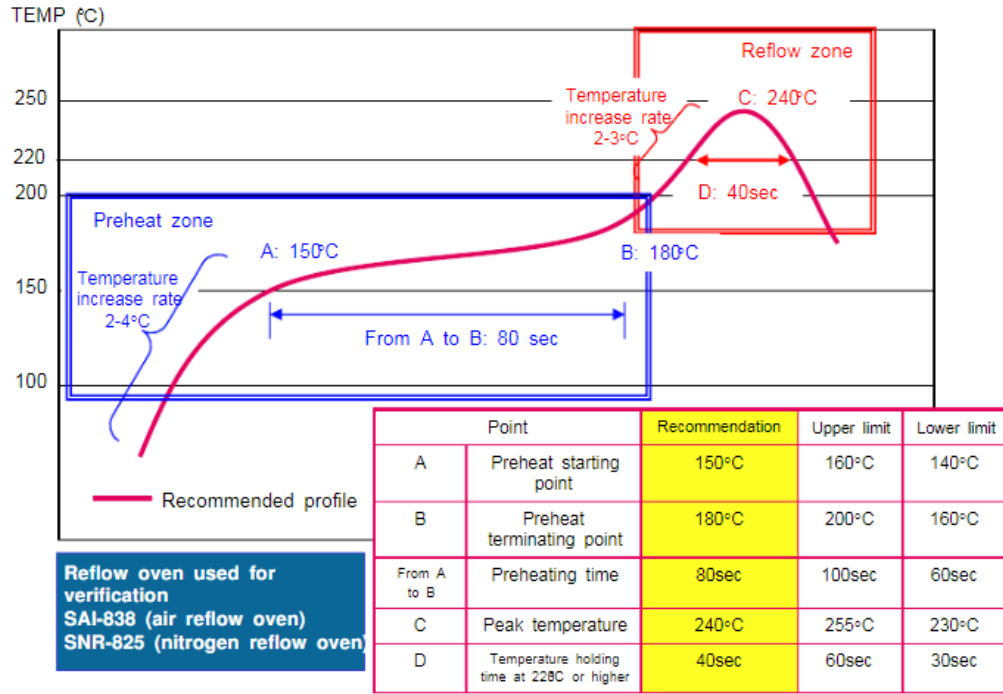 TEMP (°C)
250
220
200
150
100
Reflow zone
Temperature
increase rate
2-3°C
C: 240°C
D: 40sec
Preheat zone
A: 150°C
B: 180°C
Temperature
increase rate
2-4°C
From A to B: 80 sec
Recommended profile
Reflow oven used for
verification
SAI-838 (air reflow oven)
SNR-825 (nitrogen reflow oven)
Point Recommendation Upper limit Lower limit
A Preheat starting
point 150°C 160°C 140°C
B Preheat
terminating point 180°C 200°C 160°C
From A
to B Preheating time 80sec 100sec 60sec
C Peak temperature 240°C 255°C 230°C
D Temperature holding
time at 220°C or higher 40sec 60sec 30sec